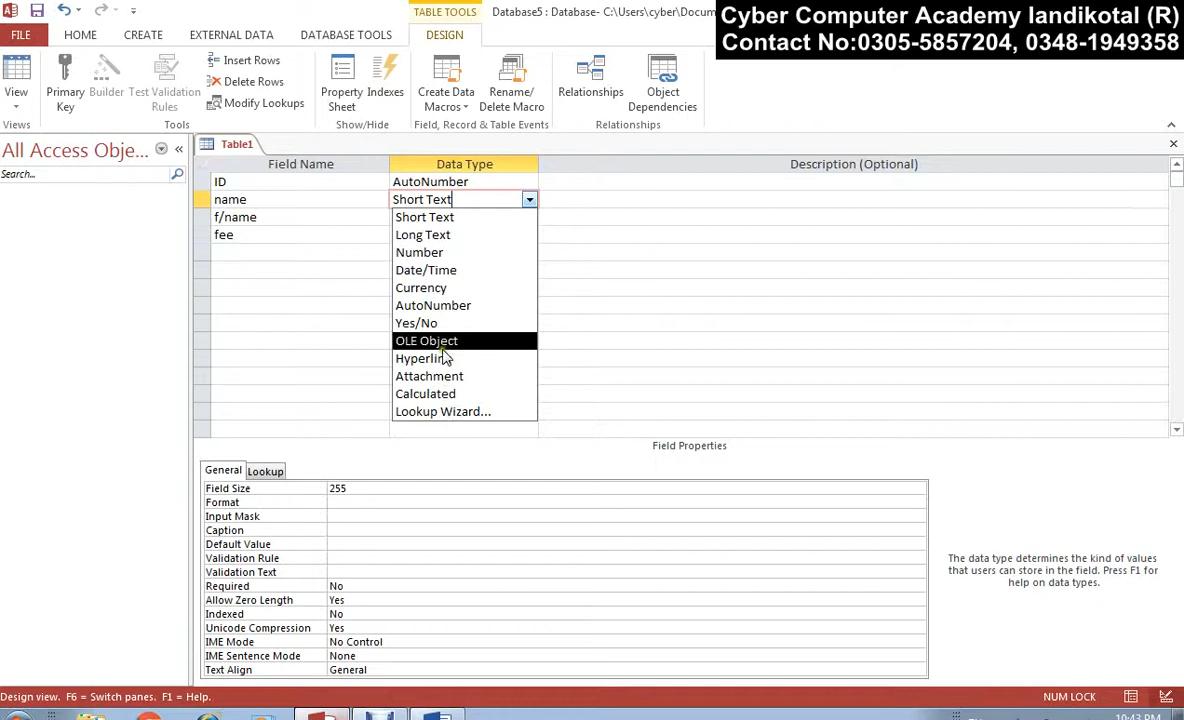 TABLE TOOLS
Database5 : Database- C:\Users\cyber\Docum
Cyber Computer Academy landikotal (R)
Contact No:0305-5857204, 0348-1949358
FILE
HOME
CREATE
EXTERNAL DATA
DATABASE TOOLS
DESIGN
View
Primary Key
Builder
Test Validation Rules
Insert Rows
Delete Rows
Modify Lookups
Property Sheet
Indexes
Create Data Macros
Rename/ Delete Macro
Relationships
Object Dependencies
Views
Tools
Show/Hide
Field, Record & Table Events
Relationships
All Access Obje...
Search...
Table1
Field Name
Data Type
Description (Optional)
ID
AutoNumber
name
Short Text
f/name
Short Text
fee
Long Text
Number
Date/Time
Currency
AutoNumber
Yes/No
OLE Object
Hyperlink
Attachment
Calculated
Lookup Wizard...
Field Properties
General
Lookup
Field Size 255
Format
Input Mask
Caption
Default Value
Validation Rule
Validation Text
Required No
Allow Zero Length Yes
Indexed No
Unicode Compression Yes
IME Mode No Control
IME Sentence Mode None
Text Align General
The data type determines the kind of values
that users can store in the field. Press F1 for
help on data types.
Design view. F6 = Switch panes. F1 = Help.
NUM LOCK
10:43 PM